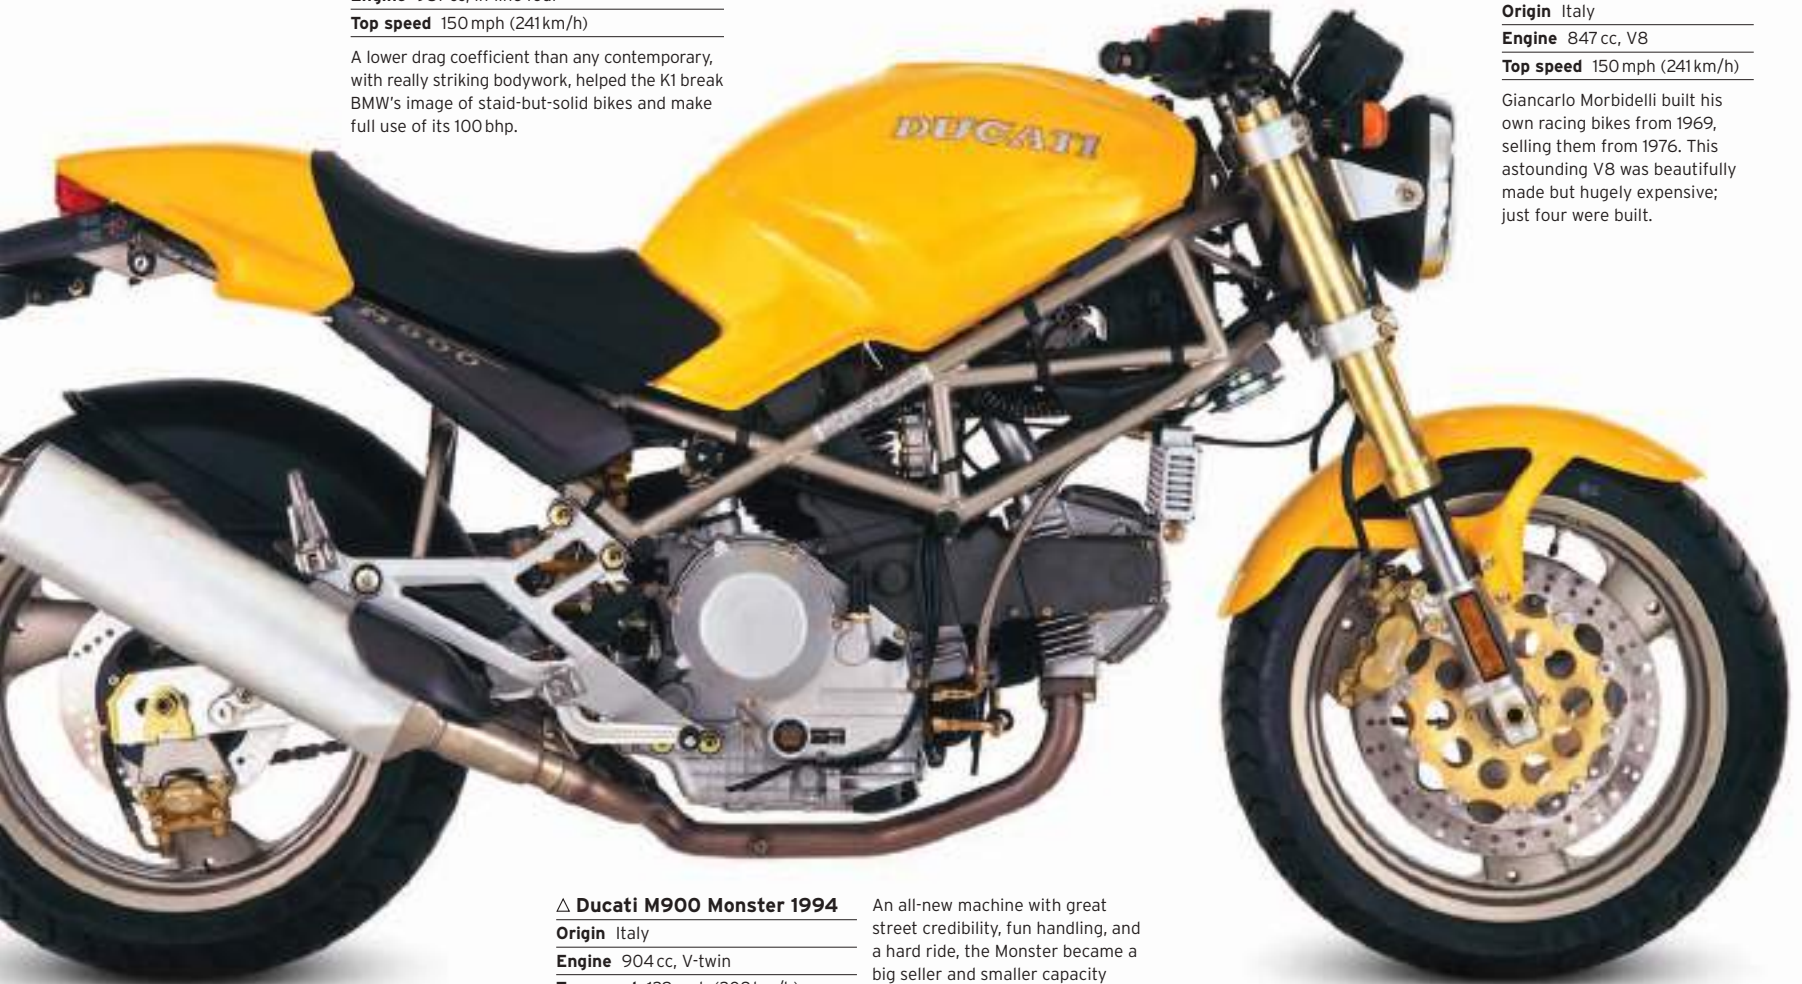 Top speed 150 mph (241 km/h)
A lower drag coefficient than any contemporary,
with really striking bodywork, helped the K1 break
BMW's image of staid-but-solid bikes and make
full use of its 100 bhp.
Origin Italy
Engine 847 cc, V8
Top speed 150 mph (241 km/h)
Giancarlo Morbidelli built his
own racing bikes from 1969,
selling them from 1976. This
astounding V8 was beautifully
made but hugely expensive;
just four were built.
DUCATI
900
△ Ducati M900 Monster 1994
Origin Italy
Engine 904 cc, V-twin
An all-new machine with great
street credibility, fun handling, and
a hard ride, the Monster became a
big seller and smaller capacity